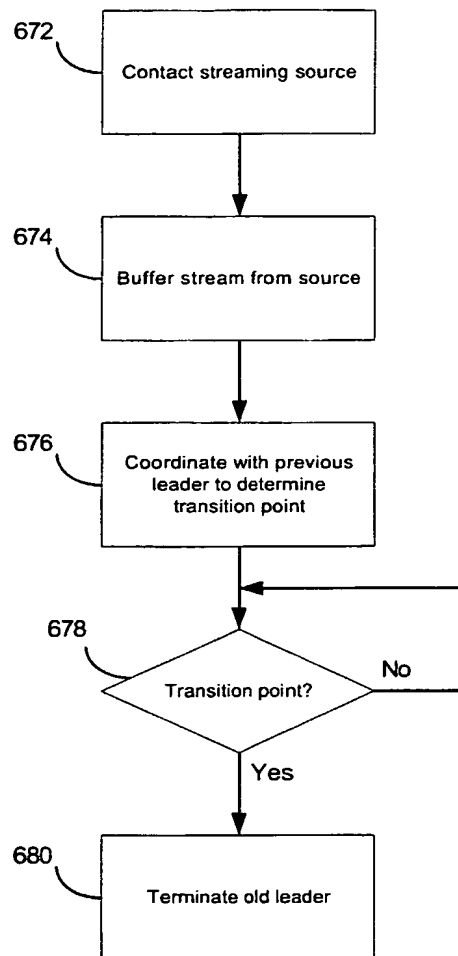 672
Contact streaming source
674
Buffer stream from source
676
Coordinate with previous
leader to determine
transition point
678
Transition point?
No
Yes
680
Terminate old leader